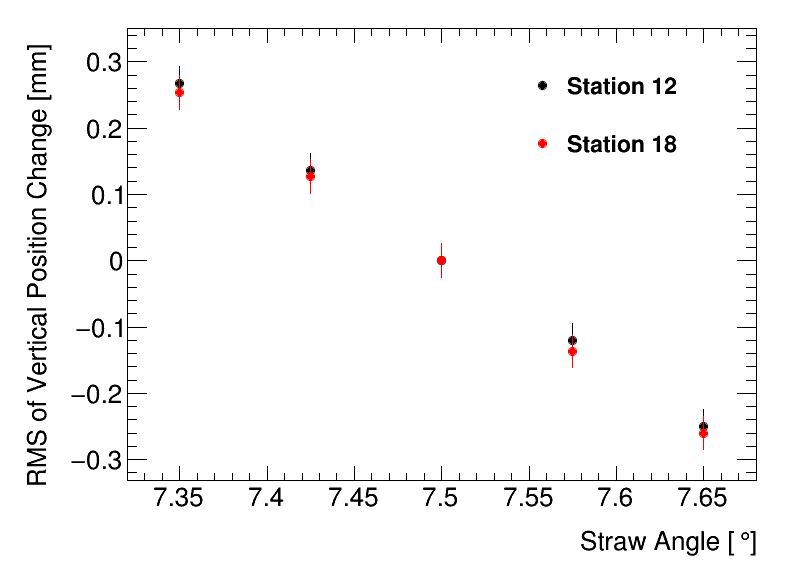 RMS of Vertical Position Change [mm]
0.3
0.2
0.1
0
−0.1
−0.2
−0.3
Station 12
Station 18
7.35 7.4 7.45 7.5 7.55 7.6 7.65
Straw Angle [ °]